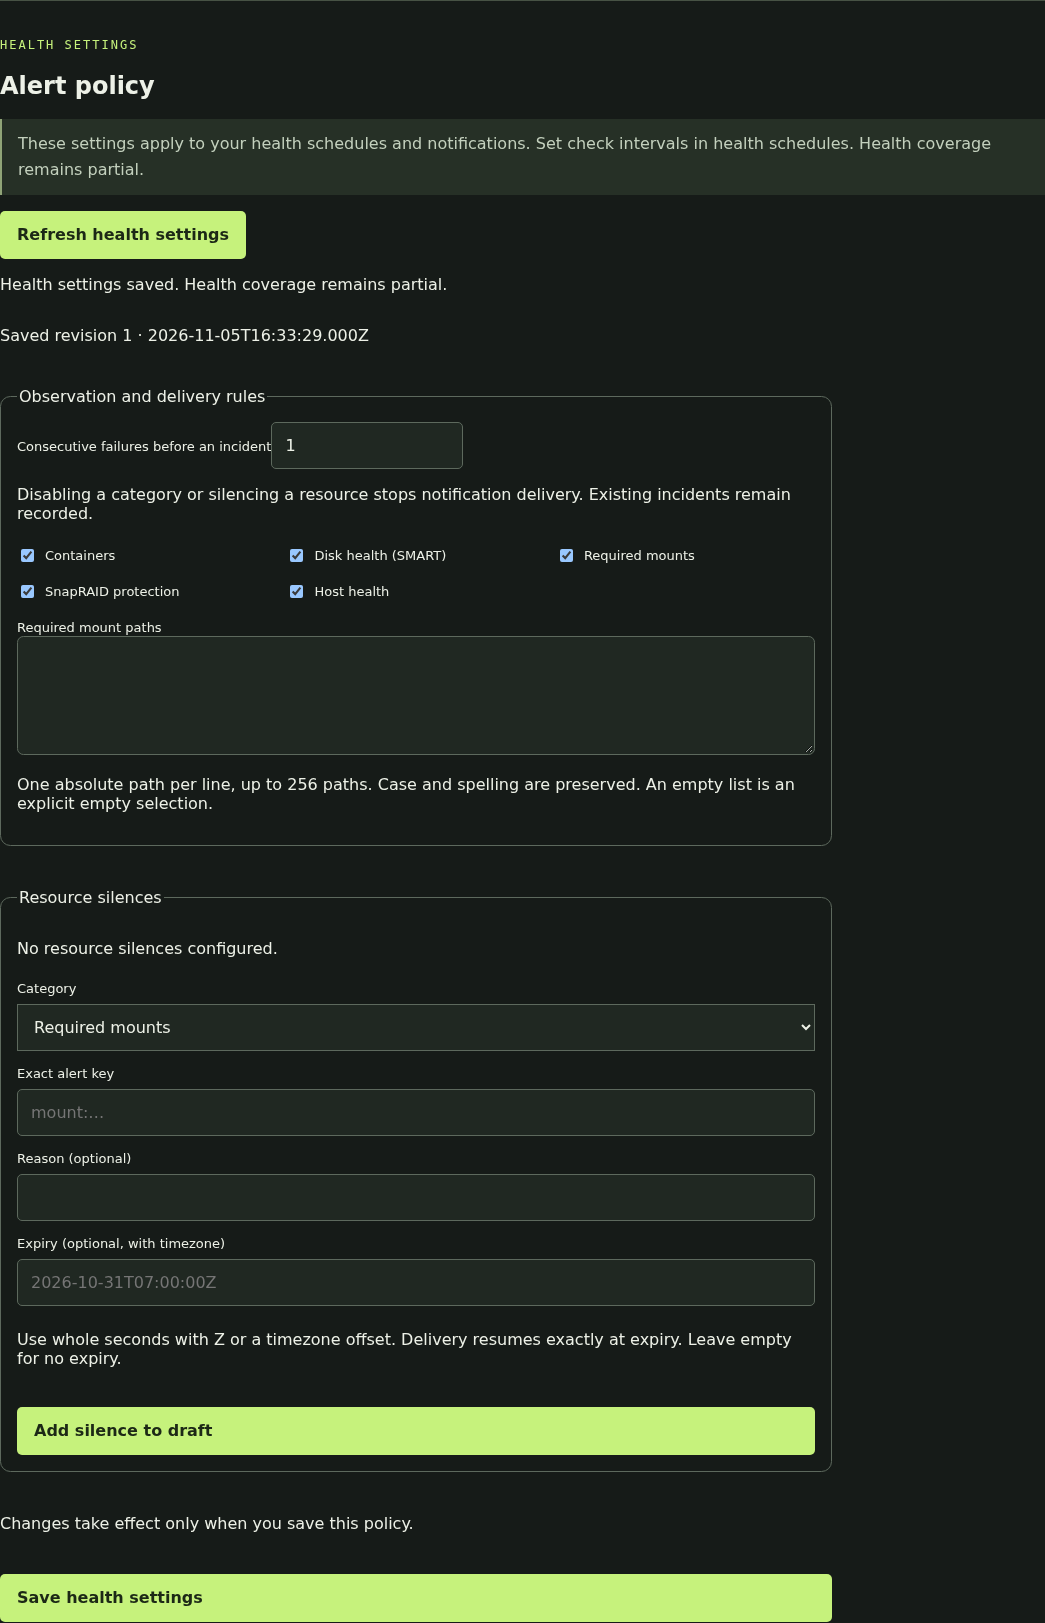 HEALTH SETTINGS
Alert policy
These settings apply to your health schedules and notifications. Set check intervals in health schedules. Health coverage
remains partial.
Refresh health settings
Health settings saved. Health coverage remains partial.
Saved revision 1 · 2026-11-05T16:33:29.000Z
Observation and delivery rules
Consecutive failures before an incident 1
Disabling a category or silencing a resource stops notification delivery. Existing incidents remain
recorded.
Containers Disk health (SMART) Required mounts
SnapRAID protection Host health
Required mount paths
One absolute path per line, up to 256 paths. Case and spelling are preserved. An empty list is an
explicit empty selection.
Resource silences
No resource silences configured.
Category
Required mounts
Exact alert key
mount:…
Reason (optional)
Expiry (optional, with timezone)
2026-10-31T07:00:00Z
Use whole seconds with Z or a timezone offset. Delivery resumes exactly at expiry. Leave empty
for no expiry.
Add silence to draft
Changes take effect only when you save this policy.
Save health settings